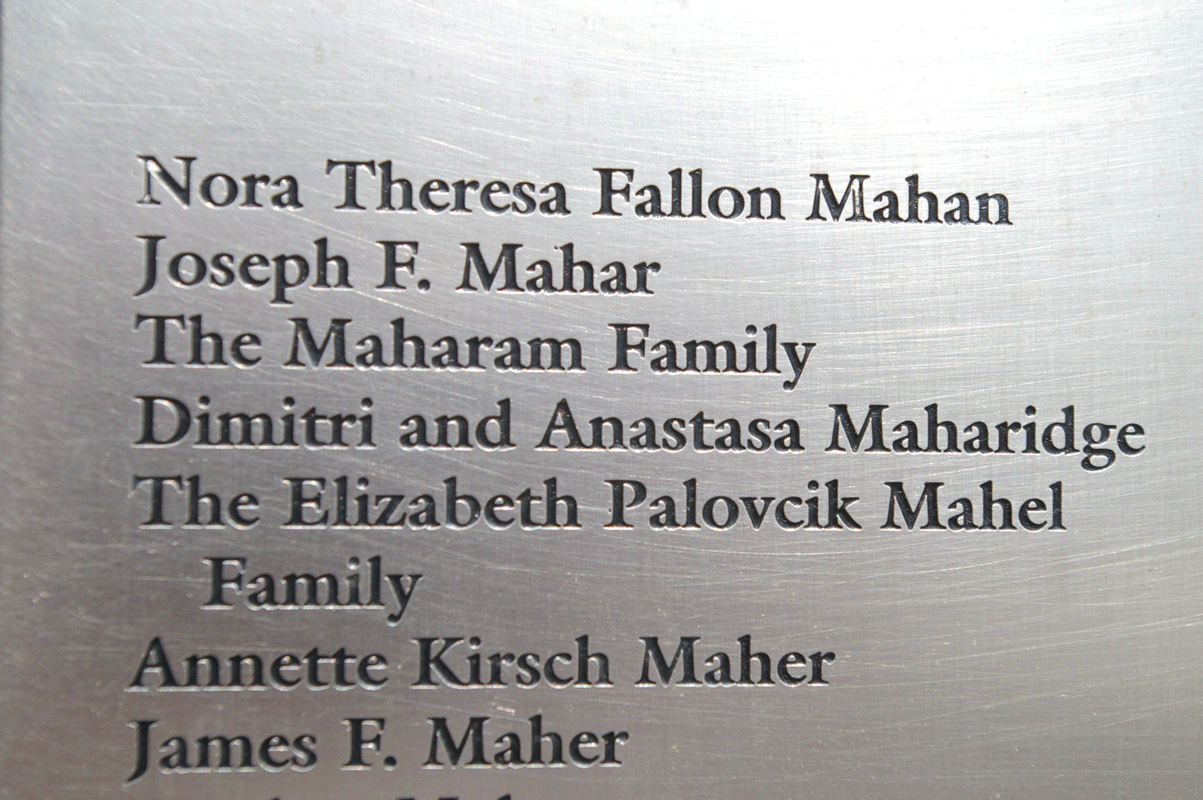 Nora Theresa Fallon Mahan
Joseph F. Mahar
The Maharam Family
Dimitri and Anastasa Maharidge
The Elizabeth Palovcik Mahel
Family
Annette Kirsch Maher
James F. Maher